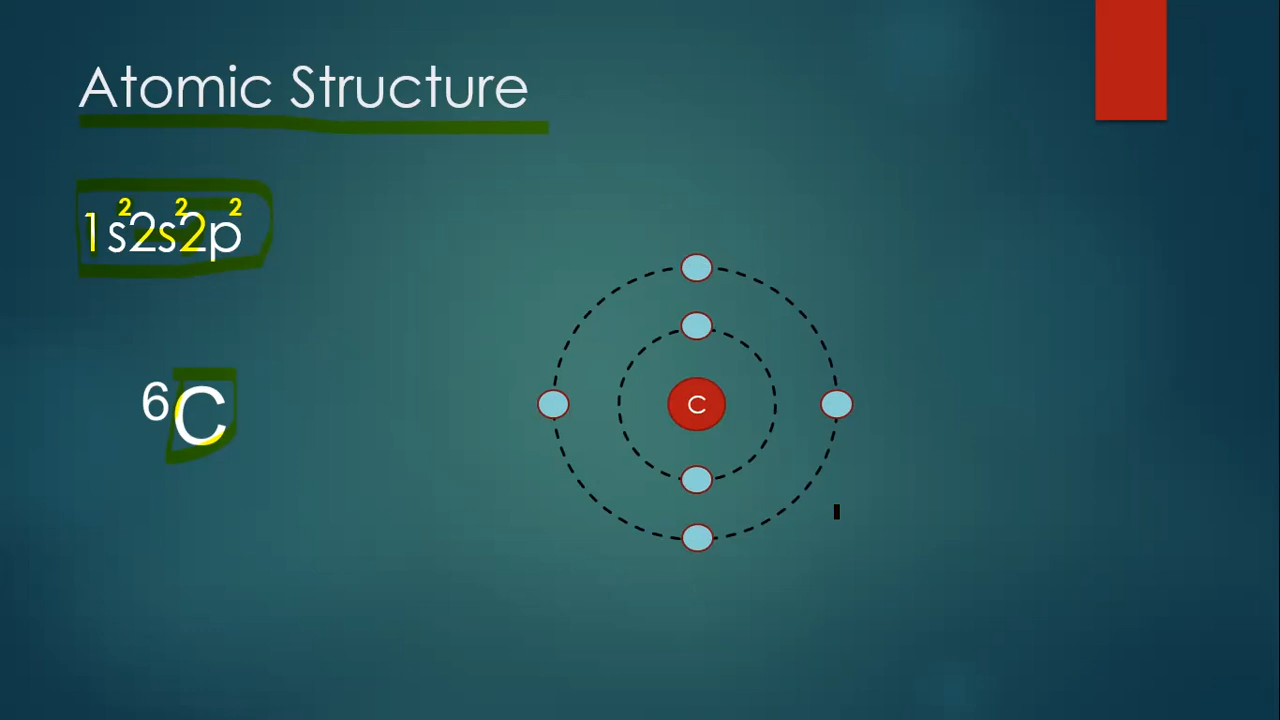 Atomic Structure
1s²2s²2p²
⁶C
C